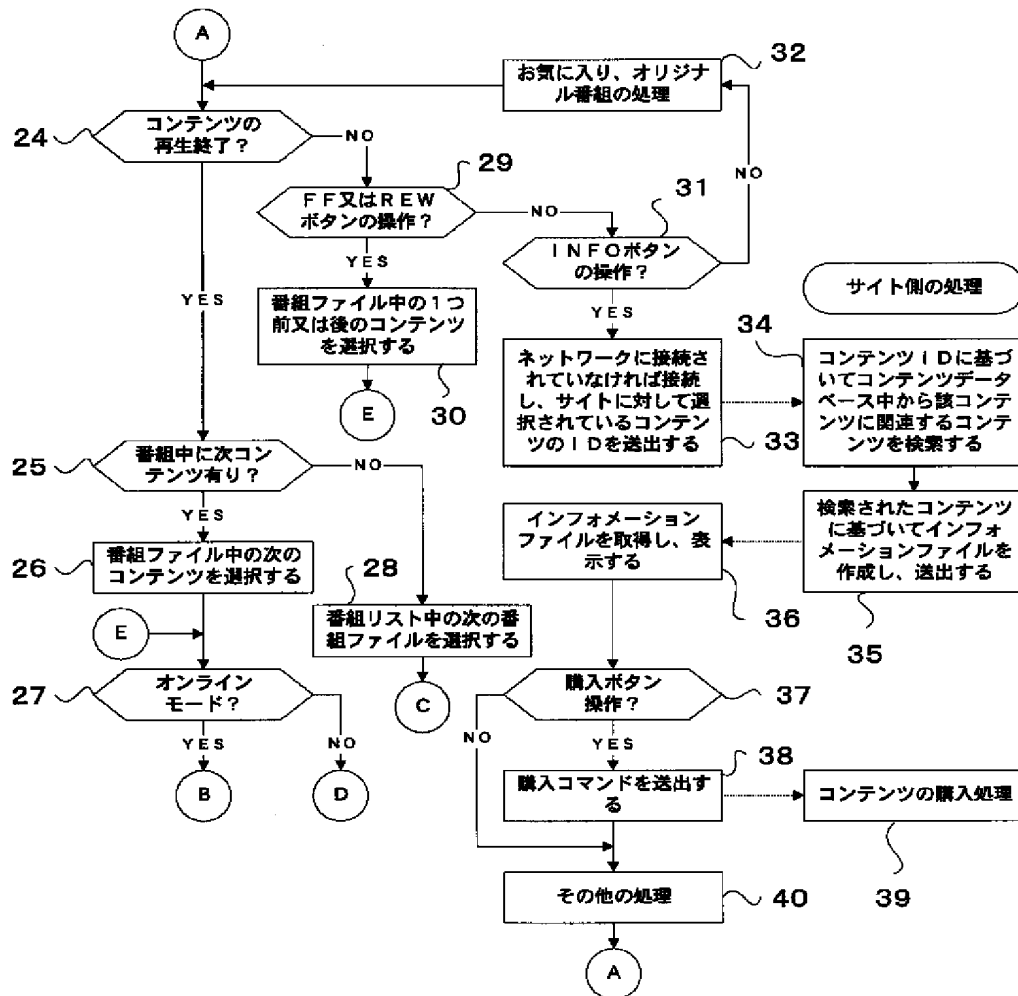 A
32
お気に入り、オリジナ
ル番組の処理
24
コンテンツの
再生終了？
NO
29
ＦＦ又はＲＥＷ
ボタンの操作？
NO
31
ＩＮＦＯボタン
の操作？
NO
YES
YES
YES
サイト側の処理
番組ファイル中の１つ
前又は後のコンテンツ
を選択する
30
E
ネットワークに接続され
ていなければ接続
し、サイトに対して選
択されているコンテン
ツのＩＤを送出する
33
34
コンテンツＩＤに基づ
いてコンテンツデータ
ベース中から該コンテ
ンツに関連するコンテ
ンツを検索する
25
番組中に次コン
テンツ有り？
NO
YES
インフォメーション
ファイルを取得し、表
示する
36
検索されたコンテンツ
に基づいてインフォ
メーションファイルを
作成し、送出する
35
26
番組ファイル中の次の
コンテンツを選択する
28
番組リスト中の次の番
組ファイルを選択する
E
C
27
オンライン
モード？
YES
NO
B
D
購入ボタン
操作？
37
NO
YES
38
購入コマンドを送出す
る
コンテンツの購入処理
39
その他の処理
40
A